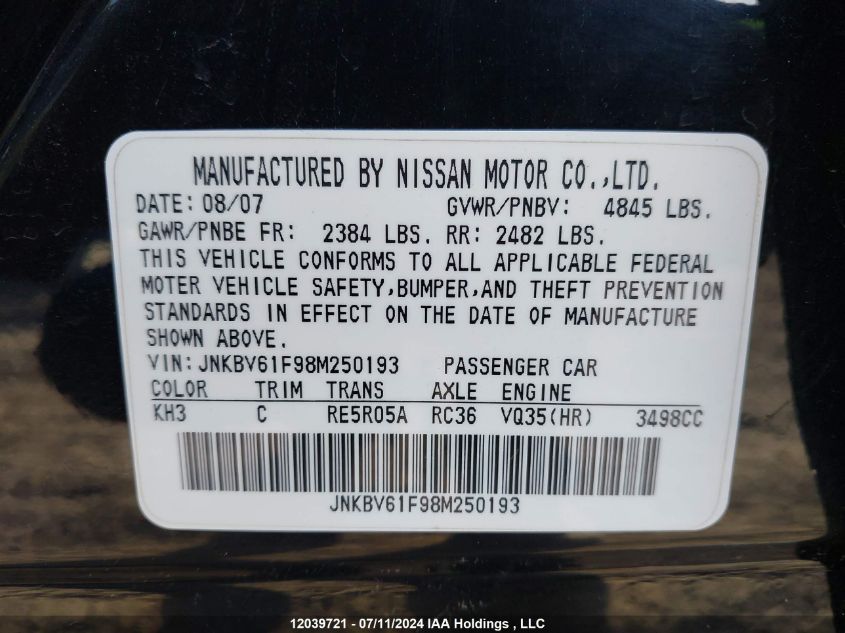 MANUFACTURED BY NISSAN MOTOR CO.,LTD.
DATE: 08/07 GVWR/PNBV: 4845 LBS.
GAWR/PNBE FR: 2384 LBS. RR: 2482 LBS.
THIS VEHICLE CONFORMS TO ALL APPLICABLE FEDERAL
MOTER VEHICLE SAFETY,BUMPER,AND THEFT PREVENTION
STANDARDS IN EFFECT ON THE DATE OF MANUFACTURE
SHOWN ABOVE.
VIN:JNKBV61F98M250193 PASSENGER CAR
COLOR TRIM TRANS AXLE ENGINE
KH3 C RE5R05A RC36 VQ35(HR) 3498CC
JNKBV61F98M250193
12039721 - 07/11/2024 IAA Holdings , LLC